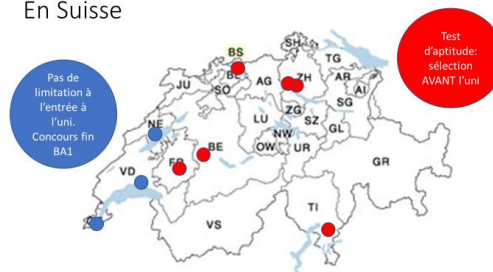 En Suisse
Pas de
limitation à
l'entrée à
l'uni.
Concours fin
BA1
Test
d'aptitude:
sélection
AVANT l'uni
BS
SH
TG
JU
SO
AG
ZH
AR
AI
SG
ZG
LU
SZ
GL
NE
BE
NW
OW
UR
GR
VD
FR
VS
TI